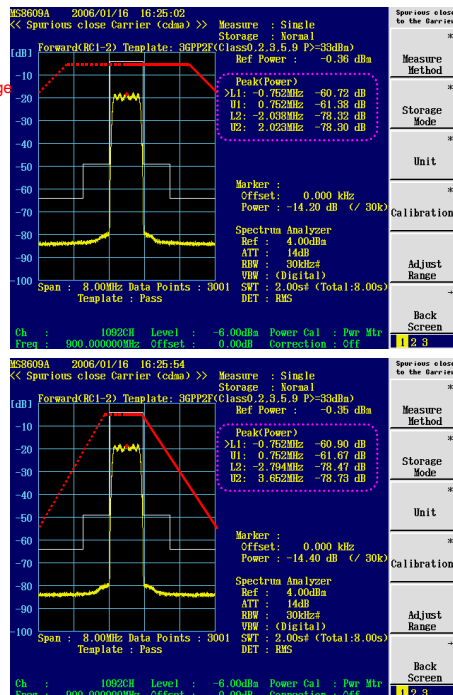 MS8609A 2006/01/16 16:25:02
<< Spurious close Carrier (cdma) >> Measure : Single
Storage : Normal
Forward(RC1-2) Template: 3GPP2F(Class0,2,3,5,9 P>=33dBm)
[dB] Ref Power : -0.36 dBm
-10
-20
-30
-40
-50
-60
-70
-80
-90
-100
Peak(Power)
>L1: -0.752MHz -60.72 dB
U1: 0.752MHz -61.38 dB
L2: -2.038MHz -78.32 dB
U2: 2.023MHz -78.30 dB
Marker :
Offset: 0.000 kHz
Power : -14.20 dB (/ 30k)
Spectrum Analyzer
Ref : 4.00dBm
ATT : 14dB
RBW : 30kHz#
VBW : (Digital)
SWT : 2.00s# (Total:8.00s)
DET : RMS
Span : 8.00MHz Data Points : 3001
Template : Pass
Ch : 1092CH Level : -6.00dBm Power Cal : Pwr Mtr
Freq : 900.000000MHz Offset : 0.00dB Correction : Off
Spurious close
to the Carrier
*
Measure
Method
*
Storage
Mode
*
Unit
*
Calibration
Adjust
Range
→
Back
Screen
1 2 3
MS8609A 2006/01/16 16:25:54
<< Spurious close Carrier (cdma) >> Measure : Single
Storage : Normal
Forward(RC1-2) Template: 3GPP2F(Class0,2,3,5,9 P>=33dBm)
[dB] Ref Power : -0.35 dBm
-10
-20
-30
-40
-50
-60
-70
-80
-90
-100
Peak(Power)
>L1: -0.752MHz -60.90 dB
U1: 0.752MHz -61.67 dB
L2: -2.794MHz -78.47 dB
U2: 3.652MHz -78.73 dB
Marker :
Offset: 0.000 kHz
Power : -14.40 dB (/ 30k)
Spectrum Analyzer
Ref : 4.00dBm
ATT : 14dB
RBW : 30kHz#
VBW : (Digital)
SWT : 2.00s# (Total:8.00s)
DET : RMS
Span : 8.00MHz Data Points : 3001
Template : Pass
Ch : 1092CH Level : -6.00dBm Power Cal : Pwr Mtr
Freq : 900.000000MHz Offset : 0.00dB Correction : Off
Spurious close
to the Carrier
*
Measure
Method
*
Storage
Mode
*
Unit
*
Calibration
Adjust
Range
→
Back
Screen
1 2 3